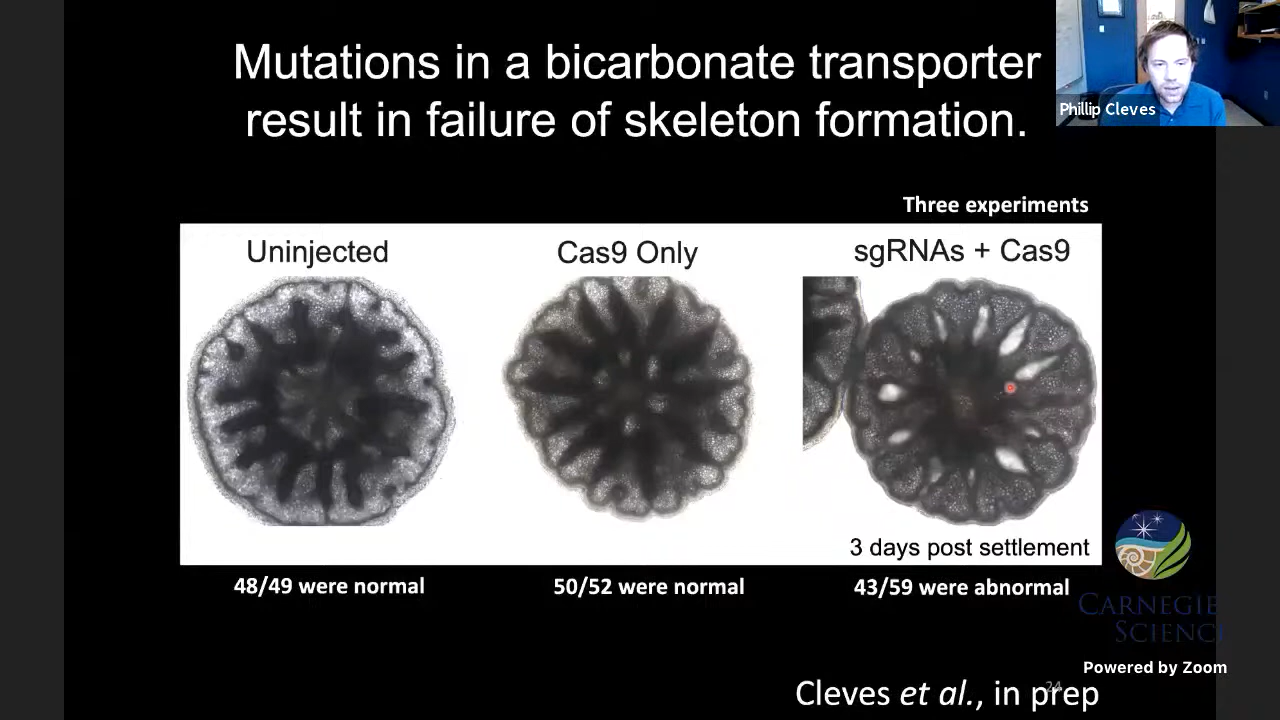 Mutations in a bicarbonate transporter
result in failure of skeleton formation.
Phillip Cleves
Three experiments
Uninjected
Cas9 Only
sgRNAs + Cas9
3 days post settlement
48/49 were normal
50/52 were normal
43/59 were abnormal
CARNEGIE
SCIENC
Powered by Zoom
24
Cleves et al., in prep